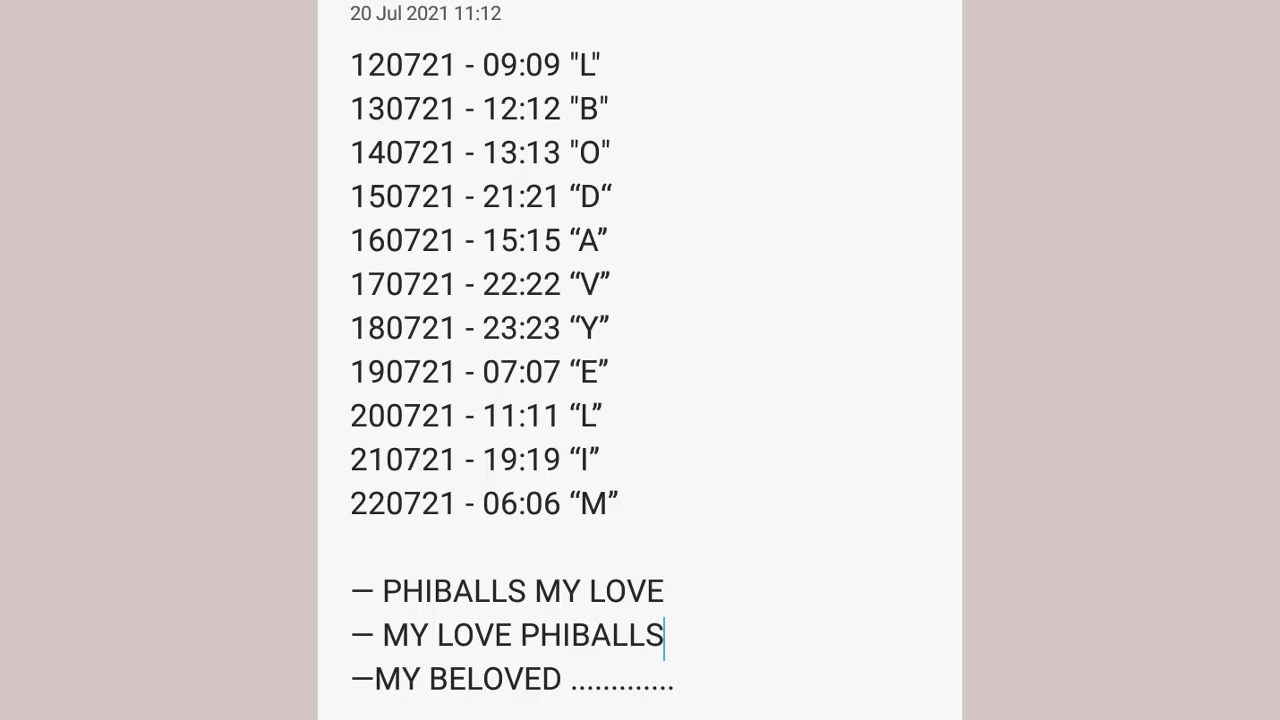 20 Jul 2021 11:12
120721 - 09:09 "L"
130721 - 12:12 "B"
140721 - 13:13 "O"
150721 - 21:21 “D“
160721 - 15:15 “A”
170721 - 22:22 “V”
180721 - 23:23 “Y”
190721 - 07:07 “E”
200721 - 11:11 “L”
210721 - 19:19 “I”
220721 - 06:06 “M”
— PHIBALLS MY LOVE
— MY LOVE PHIBALLS
—MY BELOVED .............